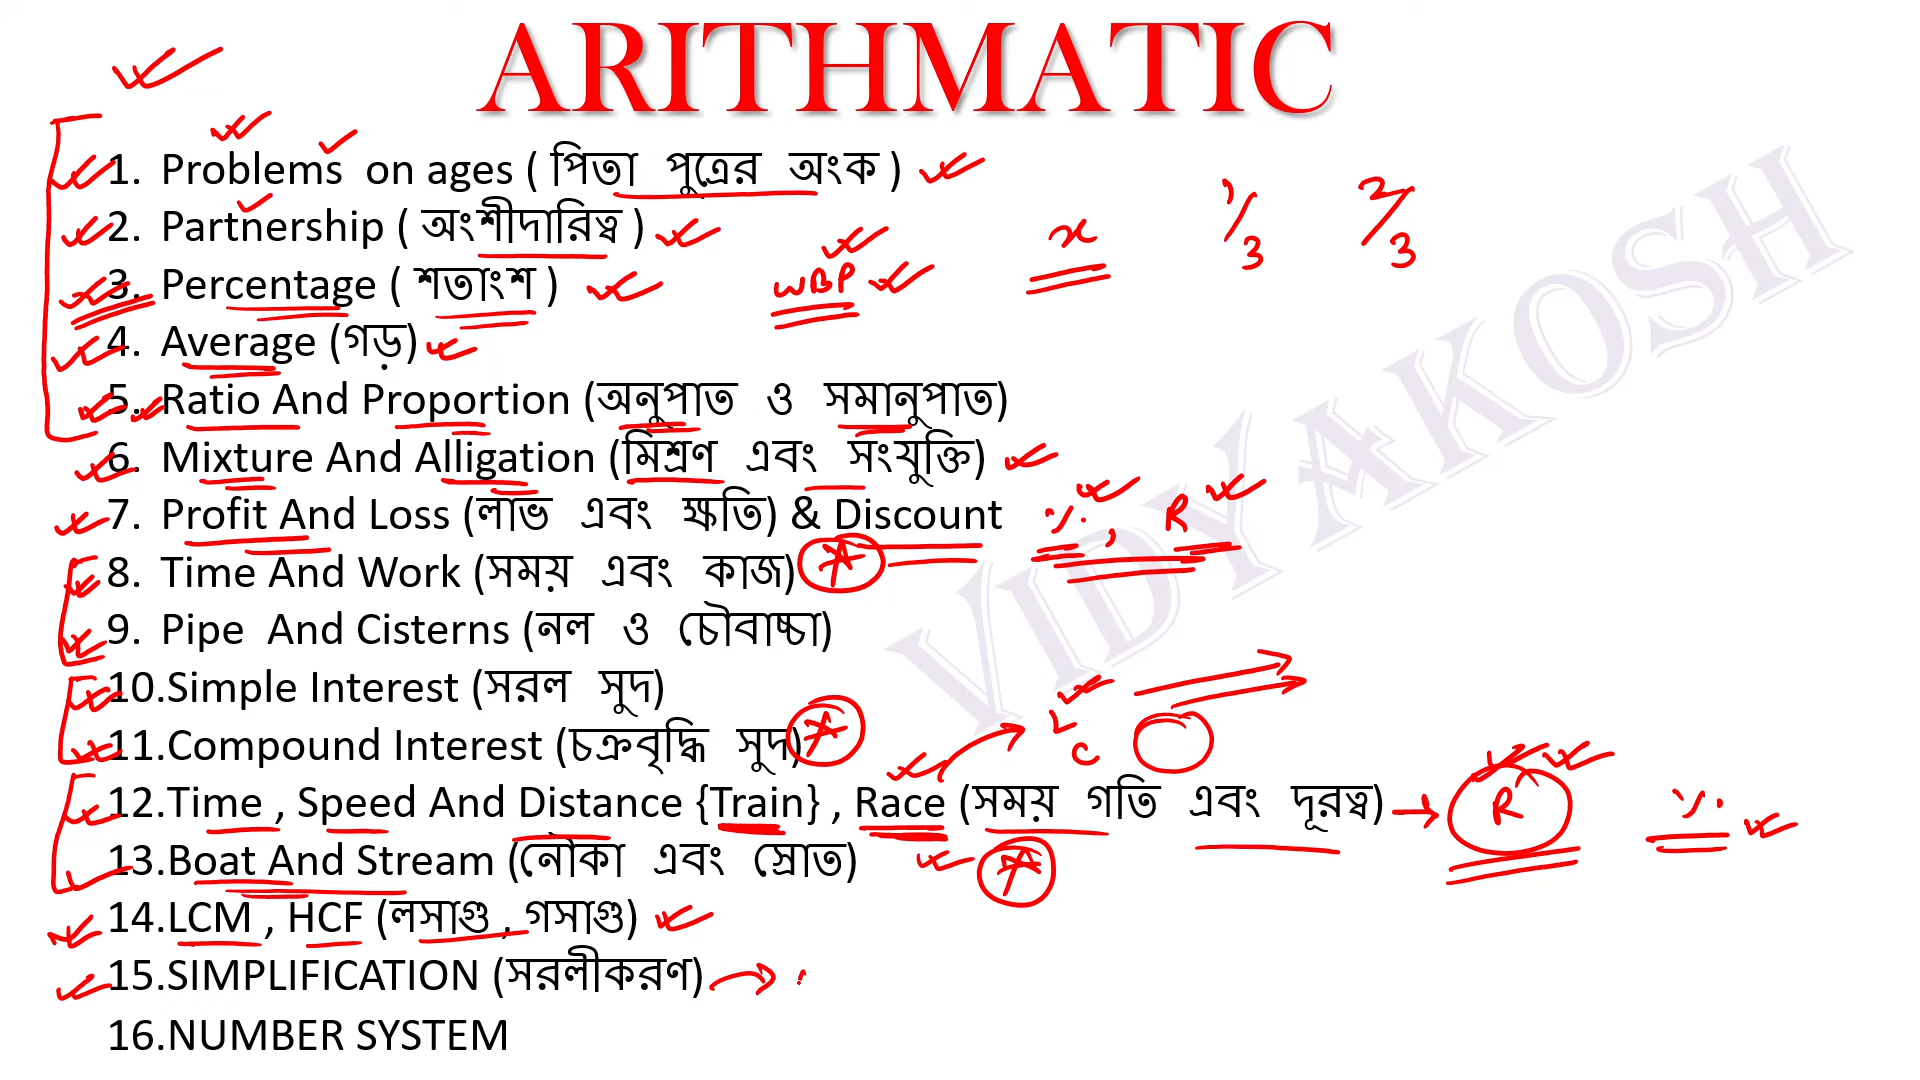 ARITHMATIC
1. Problems on ages ( পিতা পুত্রের অংক )
2. Partnership ( অংশীদারিত্ব )
x 1/3 2/3
3. Percentage ( শতাংশ )
WBP
4. Average (গড়)
5. Ratio And Proportion (অনুপাত ও সমানুপাত)
6. Mixture And Alligation (মিশ্রণ এবং সংযুক্তি)
7. Profit And Loss (লাভ এবং ক্ষতি) & Discount
%, R
8. Time And Work (সময় এবং কাজ)
9. Pipe And Cisterns (নল ও চৌবাচ্চা)
10.Simple Interest (সরল সুদ)
L
C
11.Compound Interest (চক্রবৃদ্ধি সুদ)
12.Time , Speed And Distance {Train} , Race (সময় গতি এবং দূরত্ব) → R %
13.Boat And Stream (নৌকা এবং স্রোত)
14.LCM , HCF (লসাগু , গসাগু)
15.SIMPLIFICATION (সরলীকরণ)
16.NUMBER SYSTEM
VIDYAKOSH